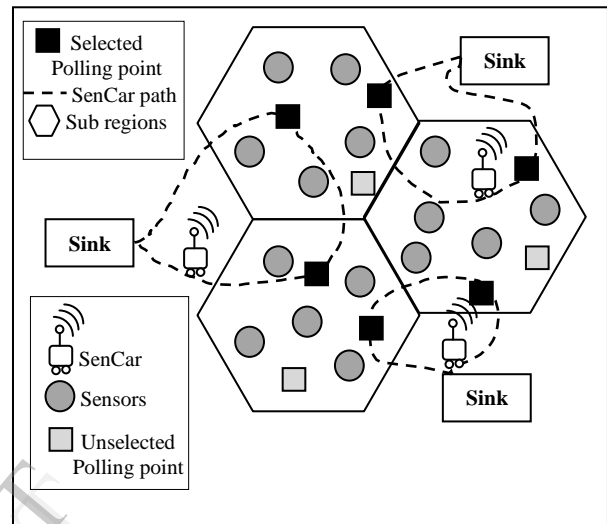 Selected
Polling point
SenCar path
Sub regions
Sink
Sink
SenCar
Sensors
Unselected
Polling point
Sink